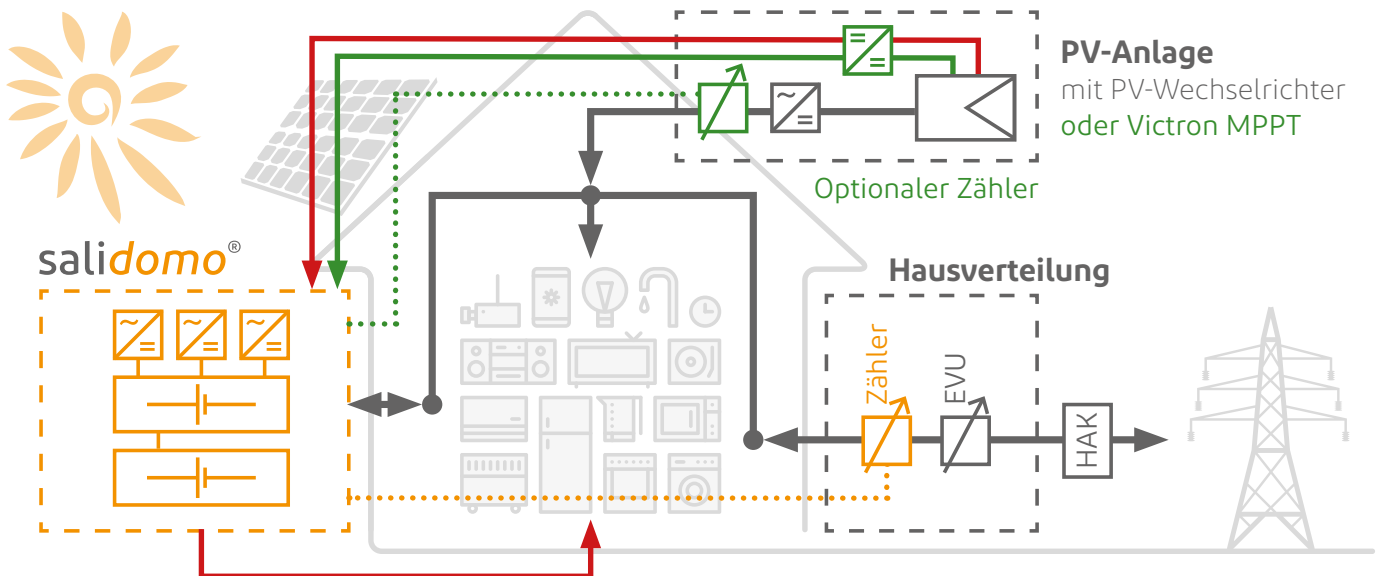 PV-Anlage
mit PV-Wechselrichter
oder Victron MPPT
Optionaler Zähler
salidomo®
Hausverteilung
Zähler
EVU
HAK